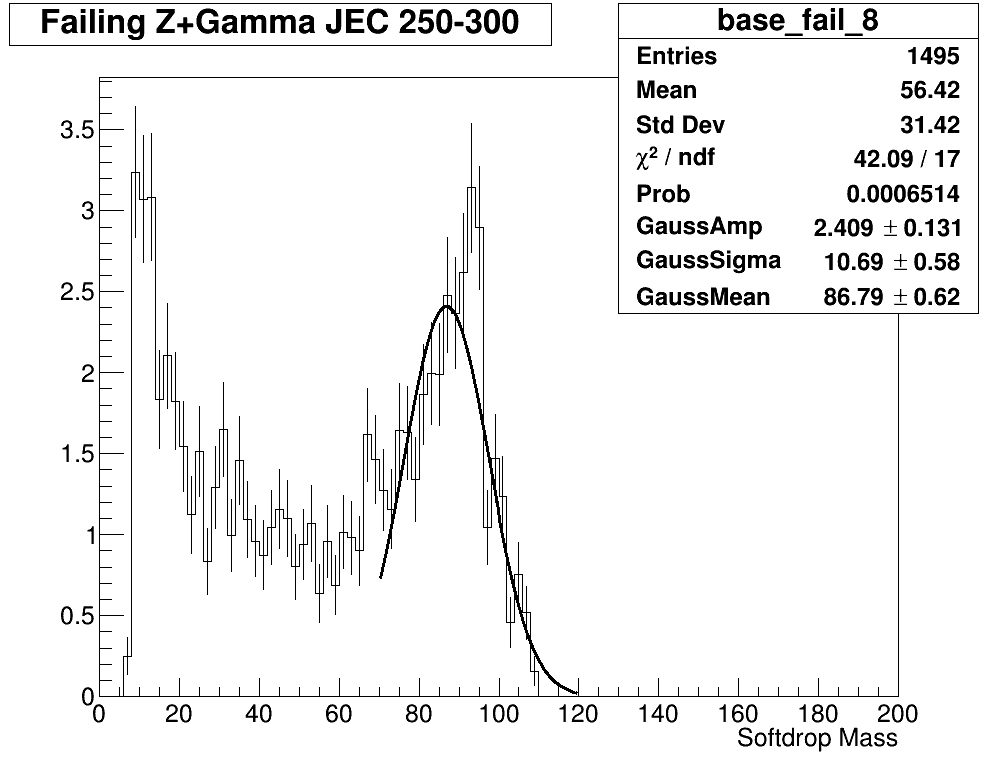 Failing Z+Gamma JEC 250-300
base_fail_8
Entries 1495
Mean 56.42
Std Dev 31.42
χ² / ndf 42.09 / 17
Prob 0.0006514
GaussAmp 2.409 ± 0.131
GaussSigma 10.69 ± 0.58
GaussMean 86.79 ± 0.62
3.5
3
2.5
2
1.5
1
0.5
0
0 20 40 60 80 100 120 140 160 180 200
Softdrop Mass